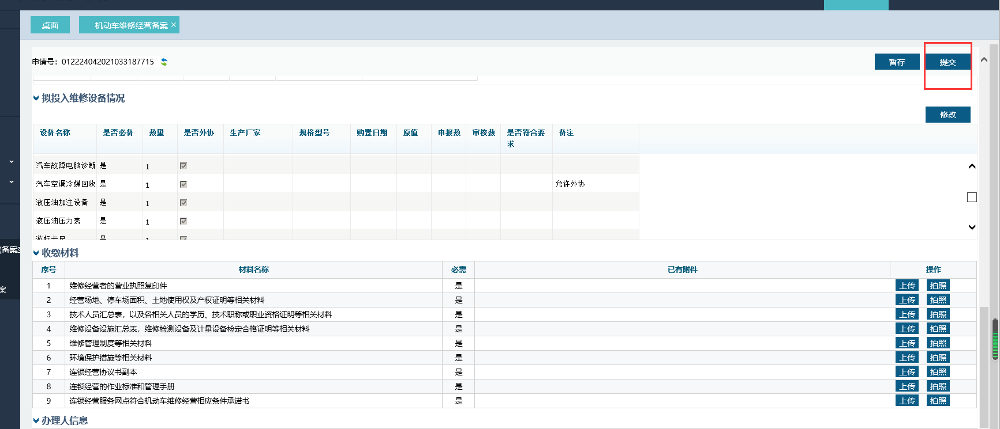 桌面
机动车维修经营备案 ×
申请号：012224042021033187715
暂存
提交
拟投入维修设备情况
修改
设备名称 是否必备 数量 是否外协 生产厂家 规格型号 购置日期 原值 申报数 审核数 是否符合要求 备注
汽车故障电脑诊断 是 1
汽车空调冷媒回收 是 1 允许外协
液压油加注设备 是 1
液压油压力表 是 1
游标卡尺 是 1
(备案变
案
收缴材料
序号 材料名称 必需 已有附件 操作
1 维修经营者的营业执照复印件 是 上传 拍照
2 经营场地、停车场面积、土地使用权及产权证明等相关材料 是 上传 拍照
3 技术人员汇总表，以及各相关人员的学历、技术职称或职业资格证明等相关材料 是 上传 拍照
4 维修设备设施汇总表，维修检测设备及计量设备检定合格证明等相关材料 是 上传 拍照
5 维修管理制度等相关材料 是 上传 拍照
6 环境保护措施等相关材料 是 上传 拍照
7 连锁经营协议书副本 是 上传 拍照
8 连锁经营的作业标准和管理手册 是 上传 拍照
9 连锁经营服务网点符合机动车维修经营相应条件承诺书 是 上传 拍照
办理人信息